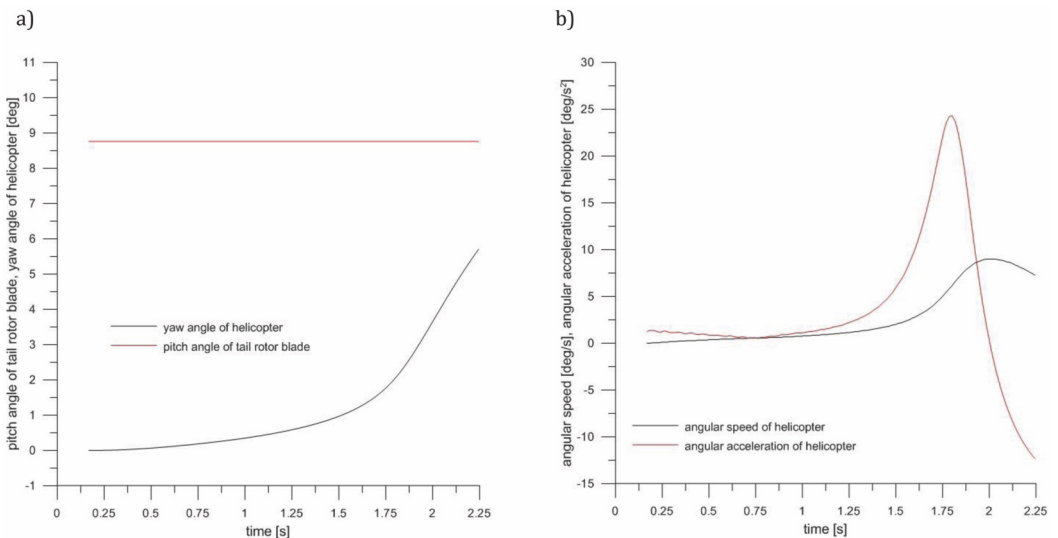 a)
pitch angle of tail rotor blade, yaw angle of helicopter [deg]
11
10
9
8
7
6
5
4
3
2
1
0
-1
yaw angle of helicopter
pitch angle of tail rotor blade
0 0.25 0.5 0.75 1 1.25 1.5 1.75 2 2.25
time [s]
b)
angular speed [deg/s], angular acceleration of helicopter [deg/s²]
30
25
20
15
10
5
0
-5
-10
-15
angular speed of helicopter
angular acceleration of helicopter
0 0.25 0.5 0.75 1 1.25 1.5 1.75 2 2.25
time [s]